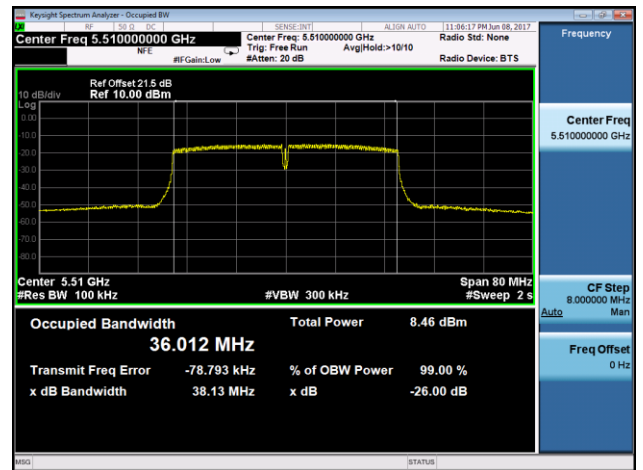 Keysight Spectrum Analyzer - Occupied BW
RF 50 Ω DC SENSE:INT ALIGN AUTO 11:06:17 PM Jun 08, 2017
Center Freq 5.510000000 GHz Center Freq: 5.510000000 GHz Radio Std: None
NFE Trig: Free Run Avg|Hold:>10/10
#IFGain:Low #Atten: 20 dB Radio Device: BTS
Ref Offset 21.5 dB
10 dB/div Ref 10.00 dBm
Log
0.00
-10.0
-20.0
-30.0
-40.0
-50.0
-60.0
-70.0
-80.0
Center 5.51 GHz Span 80 MHz
#Res BW 100 kHz #VBW 300 kHz #Sweep 2 s
Occupied Bandwidth Total Power 8.46 dBm
36.012 MHz
Transmit Freq Error -78.793 kHz % of OBW Power 99.00 %
x dB Bandwidth 38.13 MHz x dB -26.00 dB
MSG STATUS
Frequency
Center Freq
5.510000000 GHz
CF Step
8.000000 MHz
Auto Man
Freq Offset
0 Hz